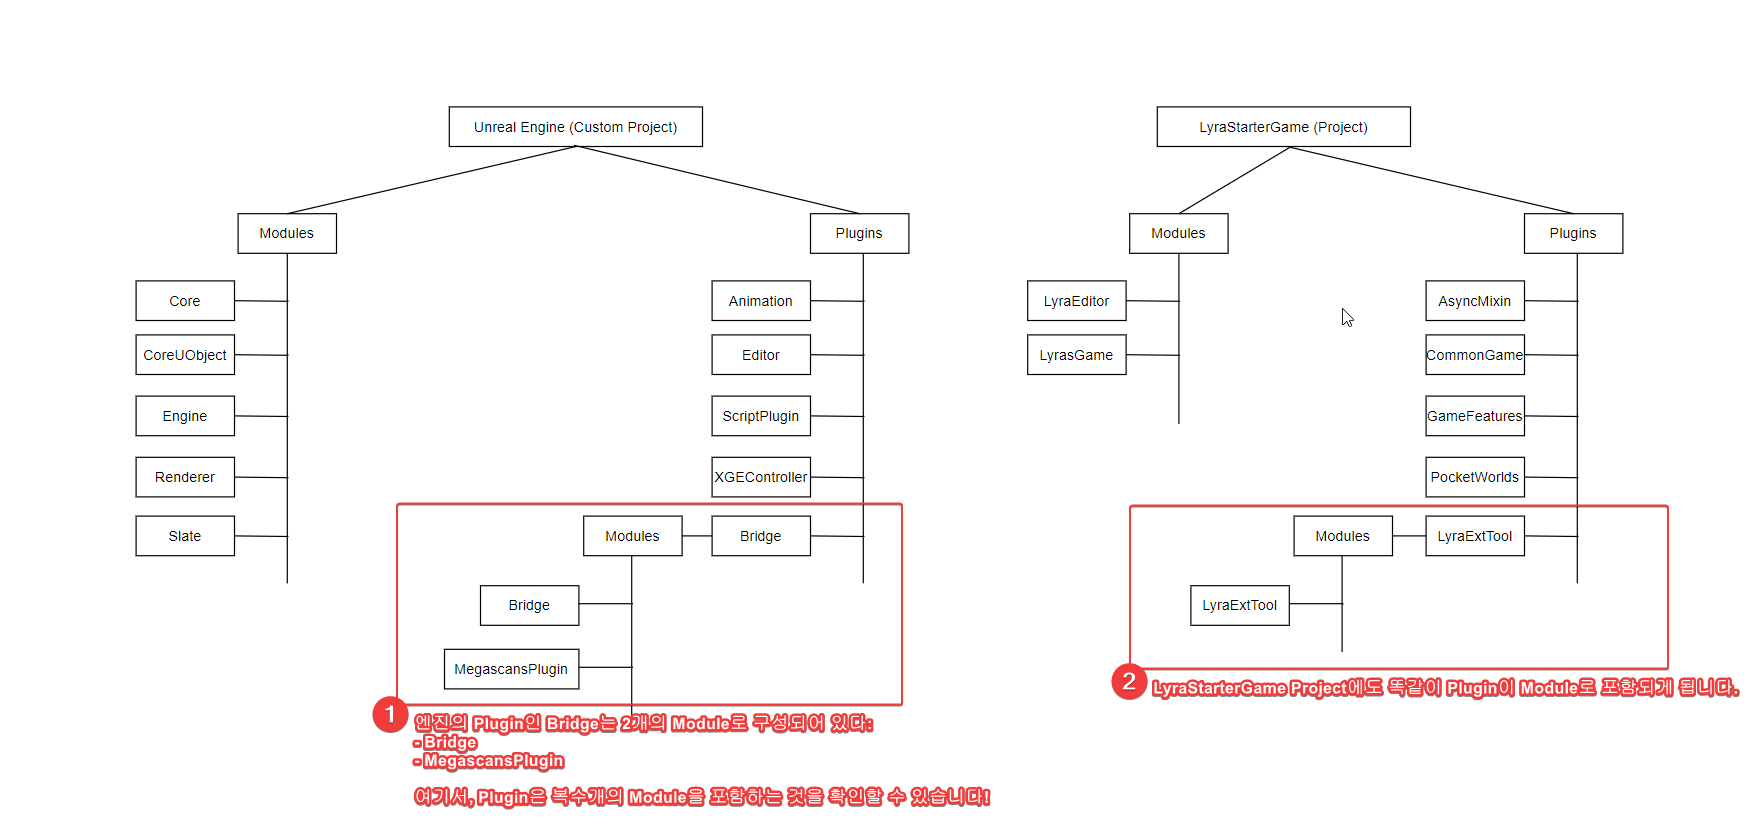 Unreal Engine (Custom Project)
LyraStarterGame (Project)
Modules
Plugins
Modules
Plugins
Core
Animation
LyraEditor
AsyncMixin
CoreUObject
Editor
LyrasGame
CommonGame
Engine
ScriptPlugin
GameFeatures
Renderer
XGEController
PocketWorlds
Slate
Modules
Bridge
Modules
LyraExtTool
Bridge
LyraExtTool
MegascansPlugin
1
엔진의 Plugin인 Bridge는 2개의 Module로 구성되어 있다:
- Bridge
- MegascansPlugin
여기서, Plugin은 복수개의 Module을 포함하는 것을 확인할 수 있습니다!
2
LyraStarterGame Project에도 똑같이 Plugin이 Module로 포함되게 됩니다.